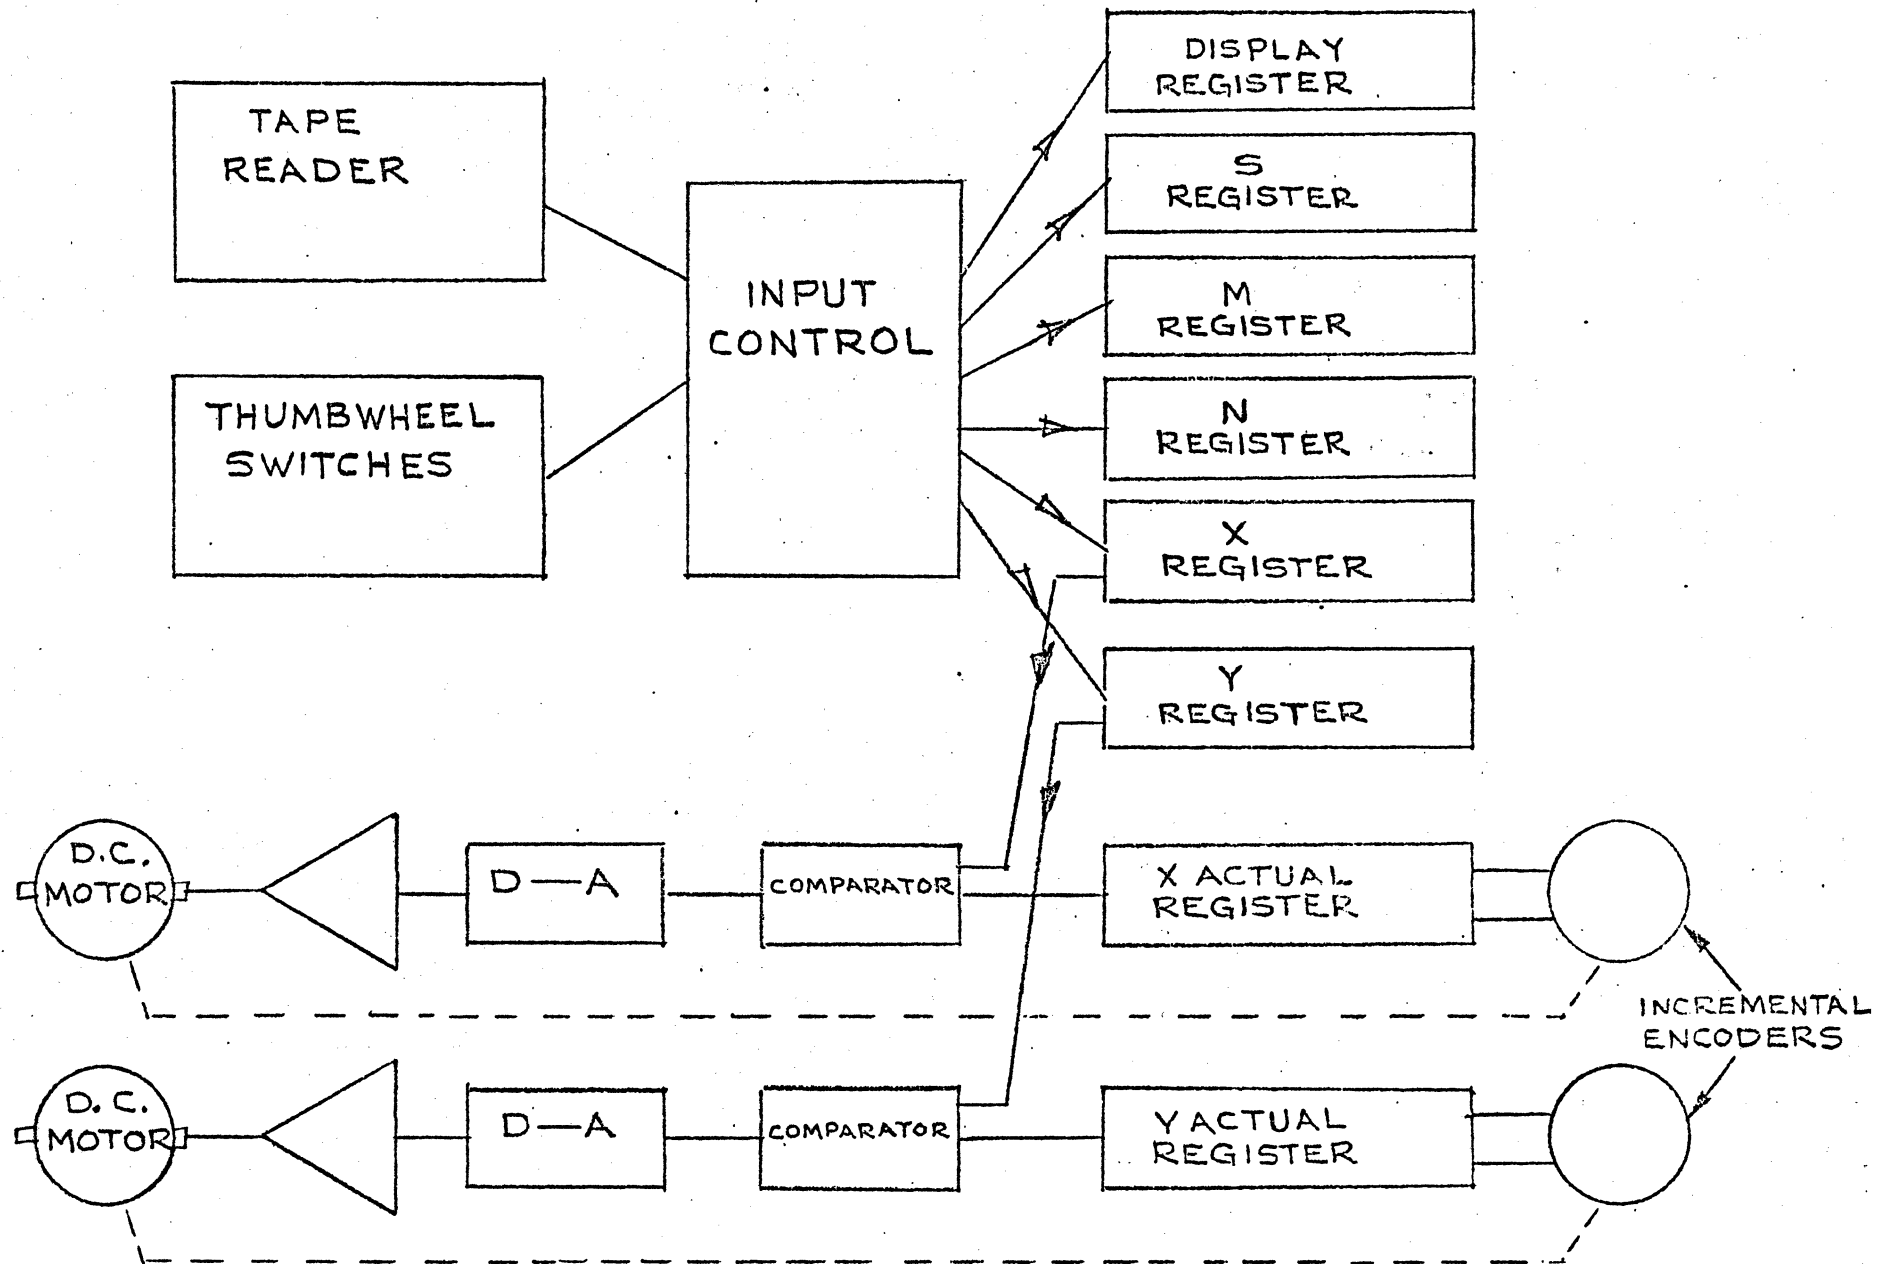 TAPE
READER
THUMBWHEEL
SWITCHES
INPUT
CONTROL
DISPLAY
REGISTER
S
REGISTER
M
REGISTER
N
REGISTER
X
REGISTER
Y
REGISTER
D.C.
MOTOR
D—A
COMPARATOR
X ACTUAL
REGISTER
INCREMENTAL
ENCODERS
D.C.
MOTOR
D—A
COMPARATOR
Y ACTUAL
REGISTER